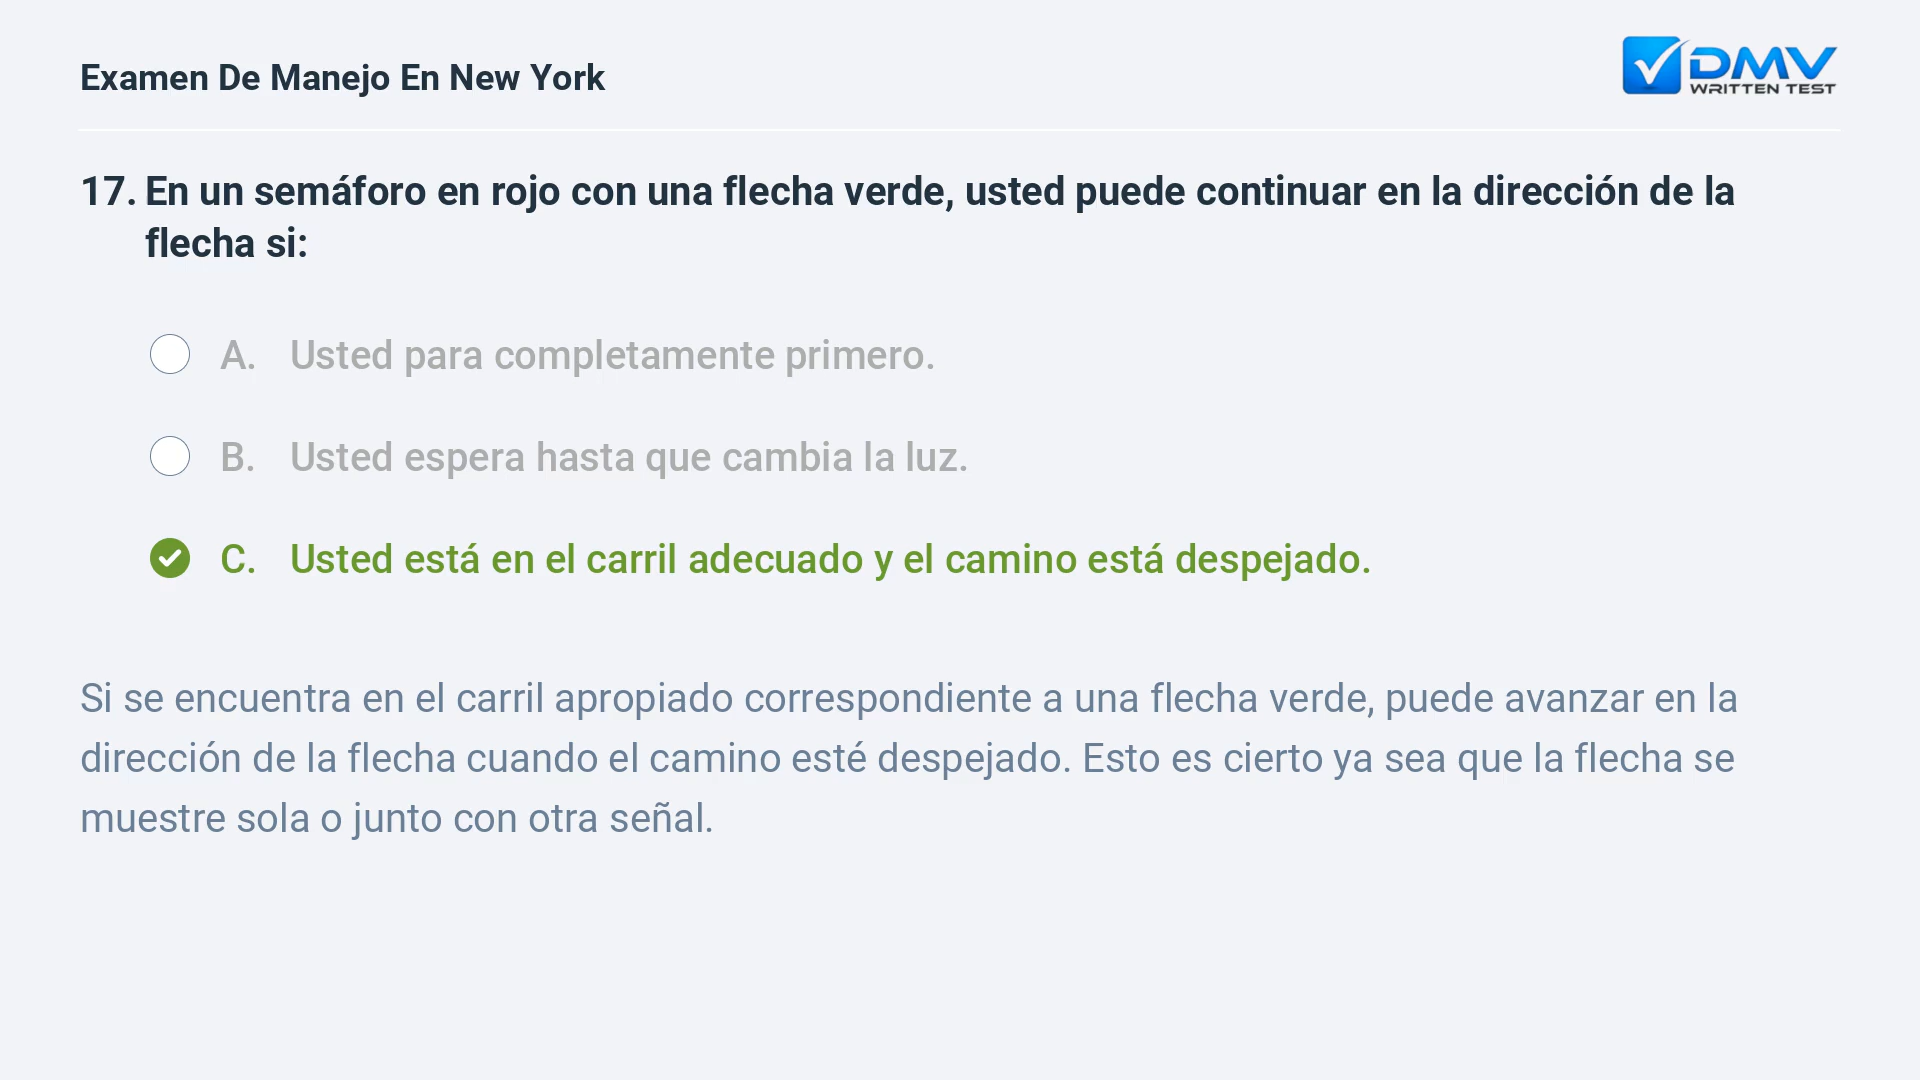 Examen De Manejo En New York
DMV
WRITTEN TEST
17. En un semáforo en rojo con una flecha verde, usted puede continuar en la dirección de la
flecha si:
A. Usted para completamente primero.
B. Usted espera hasta que cambia la luz.
C. Usted está en el carril adecuado y el camino está despejado.
Si se encuentra en el carril apropiado correspondiente a una flecha verde, puede avanzar en la
dirección de la flecha cuando el camino esté despejado. Esto es cierto ya sea que la flecha se
muestre sola o junto con otra señal.